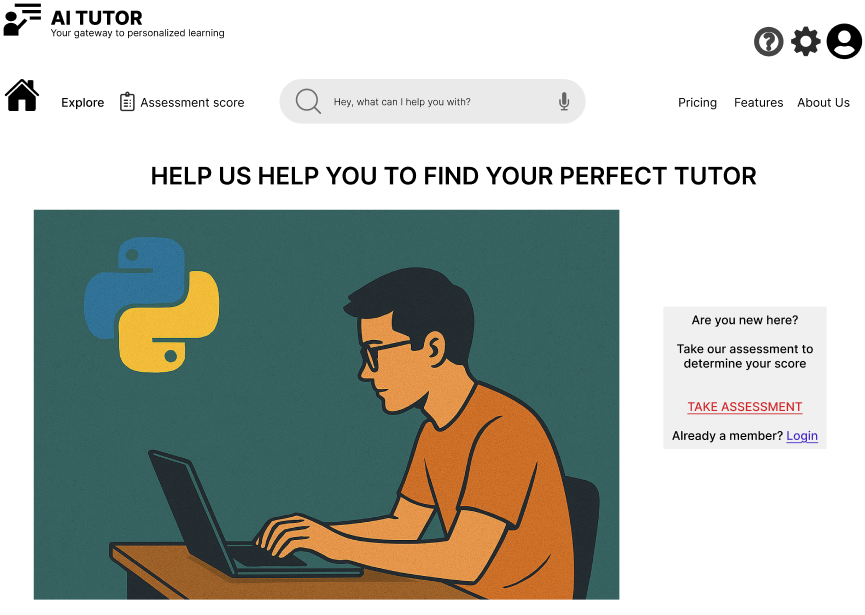 AI TUTOR
Your gateway to personalized learning
Explore
Assessment score
Hey, what can I help you with?
Pricing
Features
About Us
HELP US HELP YOU TO FIND YOUR PERFECT TUTOR
Are you new here?
Take our assessment to
determine your score
TAKE ASSESSMENT
Already a member? Login